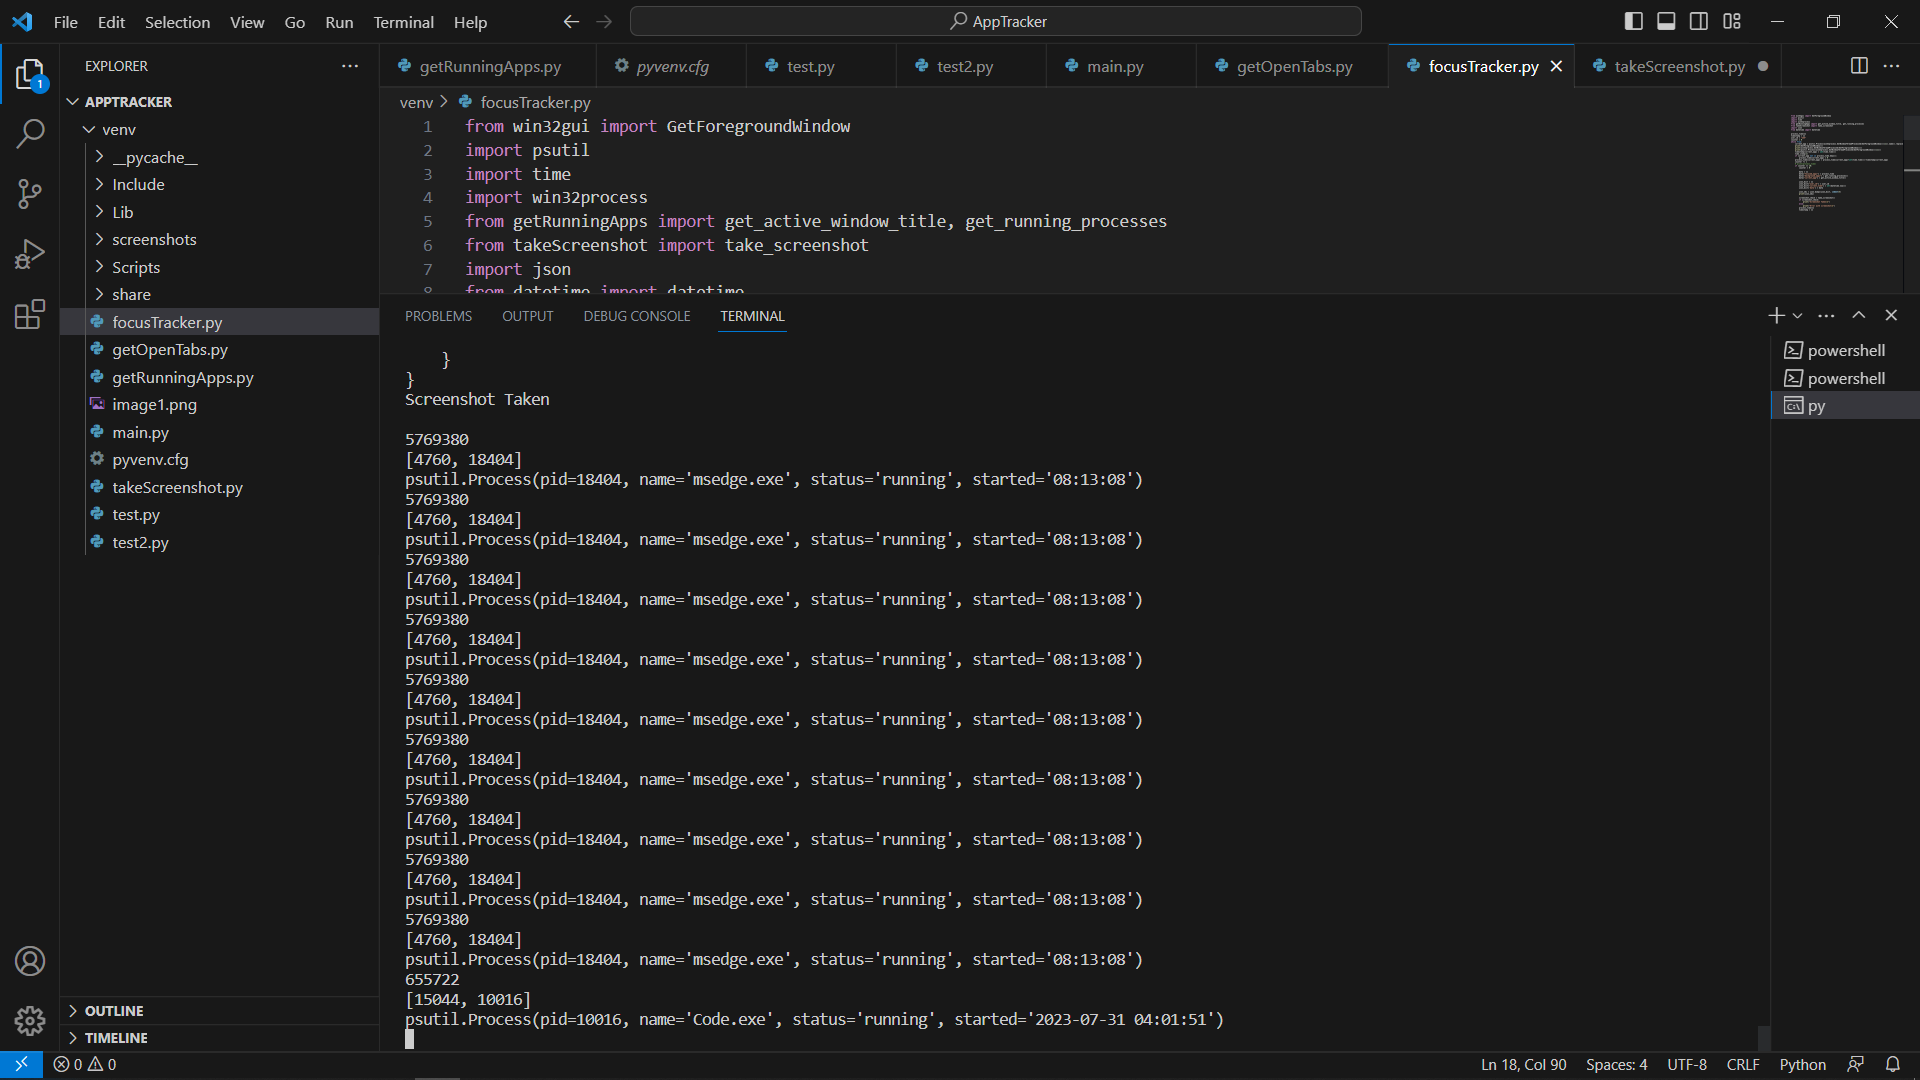 File Edit Selection View Go Run Terminal Help
AppTracker
1
EXPLORER
APPTRACKER
venv
__pycache__
Include
Lib
screenshots
Scripts
share
focusTracker.py
getOpenTabs.py
getRunningApps.py
image1.png
main.py
pyvenv.cfg
takeScreenshot.py
test.py
test2.py
OUTLINE
TIMELINE
getRunningApps.py pyvenv.cfg test.py test2.py main.py getOpenTabs.py focusTracker.py takeScreenshot.py
venv > focusTracker.py
1 from win32gui import GetForegroundWindow
2 import psutil
3 import time
4 import win32process
5 from getRunningApps import get_active_window_title, get_running_processes
6 from takeScreenshot import take_screenshot
7 import json
8 from datetime import datetime
PROBLEMS OUTPUT DEBUG CONSOLE TERMINAL
powershell
powershell
py
}
}
Screenshot Taken
5769380
[4760, 18404]
psutil.Process(pid=18404, name='msedge.exe', status='running', started='08:13:08')
5769380
[4760, 18404]
psutil.Process(pid=18404, name='msedge.exe', status='running', started='08:13:08')
5769380
[4760, 18404]
psutil.Process(pid=18404, name='msedge.exe', status='running', started='08:13:08')
5769380
[4760, 18404]
psutil.Process(pid=18404, name='msedge.exe', status='running', started='08:13:08')
5769380
[4760, 18404]
psutil.Process(pid=18404, name='msedge.exe', status='running', started='08:13:08')
5769380
[4760, 18404]
psutil.Process(pid=18404, name='msedge.exe', status='running', started='08:13:08')
5769380
[4760, 18404]
psutil.Process(pid=18404, name='msedge.exe', status='running', started='08:13:08')
5769380
[4760, 18404]
psutil.Process(pid=18404, name='msedge.exe', status='running', started='08:13:08')
5769380
[4760, 18404]
psutil.Process(pid=18404, name='msedge.exe', status='running', started='08:13:08')
655722
[15044, 10016]
psutil.Process(pid=10016, name='Code.exe', status='running', started='2023-07-31 04:01:51')
0 0 Ln 18, Col 90 Spaces: 4 UTF-8 CRLF Python